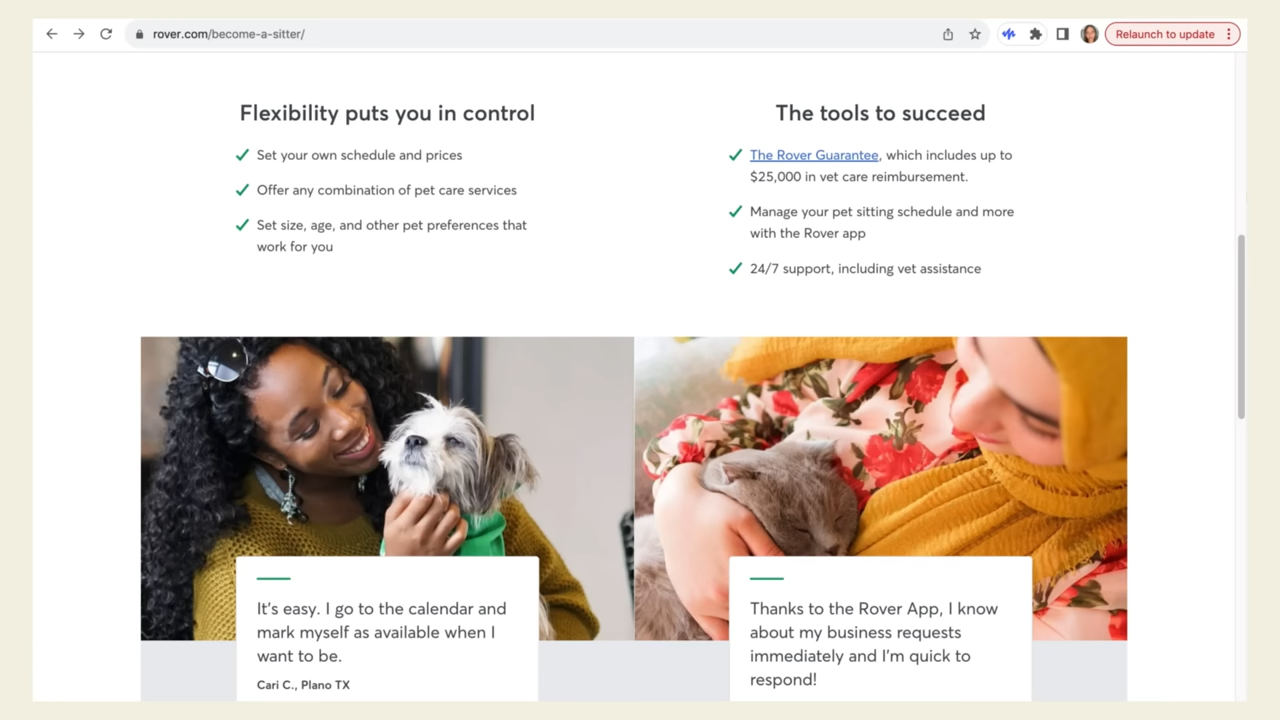 rover.com/become-a-sitter/
Relaunch to update
Flexibility puts you in control
Set your own schedule and prices
Offer any combination of pet care services
Set size, age, and other pet preferences that
work for you
The tools to succeed
The Rover Guarantee, which includes up to
$25,000 in vet care reimbursement.
Manage your pet sitting schedule and more
with the Rover app
24/7 support, including vet assistance
It's easy. I go to the calendar and
mark myself as available when I
want to be.
Cari C., Plano TX
Thanks to the Rover App, I know
about my business requests
immediately and I'm quick to
respond!